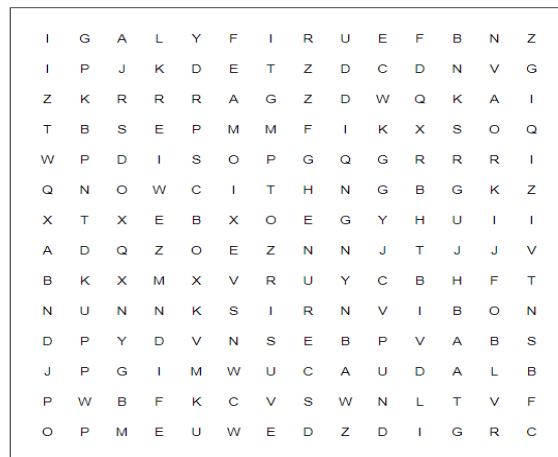 I G A L Y F I R U E F B N Z
I P J K D E T Z D C D N V G
Z K R R R A G Z D W Q K A I
T B S E P M M F I K X S O Q
W P D I S O P G Q G R R R I
Q N O W C I T H N G B G K Z
X T X E B X O E G Y H U I I
A D Q Z O E Z N N J T J J V
B K X M X V R U Y C B H F T
N U N N K S I R N V I B O N
D P Y D V N S E B P V A B S
J P G I M W U C A U D A L B
P W B F K C V S W N L T V F
O P M E U W E D Z D I G R C